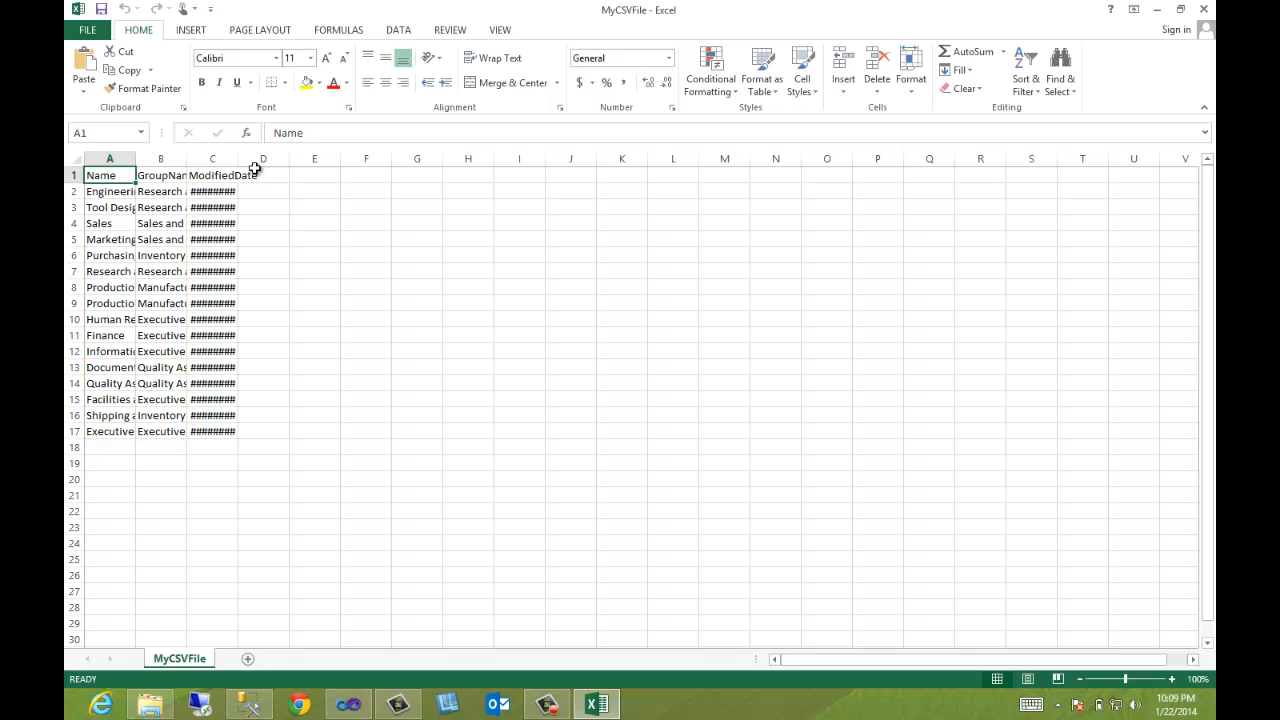 MyCSVFile - Excel
? 
Sign in
FILE HOME INSERT PAGE LAYOUT FORMULAS DATA REVIEW VIEW
Paste
Cut
Copy
Format Painter
Clipboard
Calibri 11
B I U
Font
Wrap Text
Merge & Center
Alignment
General
$ % ,
Number
Conditional
Formatting
Format as
Table
Cell
Styles
Styles
Insert
Delete
Format
Cells
AutoSum
Fill
Clear
Sort &
Filter
Find &
Select
Editing
A1 fx Name
A B C D E F G H I J K L M N O P Q R S T U V
1 Name GroupNam ModifiedDate
2 Engineeri Research a ########
3 Tool Desig Research a ########
4 Sales Sales and ########
5 Marketing Sales and ########
6 Purchasin Inventory ########
7 Research a Research a ########
8 Productio Manufactu ########
9 Productio Manufactu ########
10 Human Re Executive ########
11 Finance Executive ########
12 Informatio Executive ########
13 Document Quality As ########
14 Quality As Quality As ########
15 Facilities a Executive ########
16 Shipping a Inventory ########
17 Executive Executive ########
18
19
20
21
22
23
24
25
26
27
28
29
30
MyCSVFile
READY
100%
10:09 PM
1/22/2014